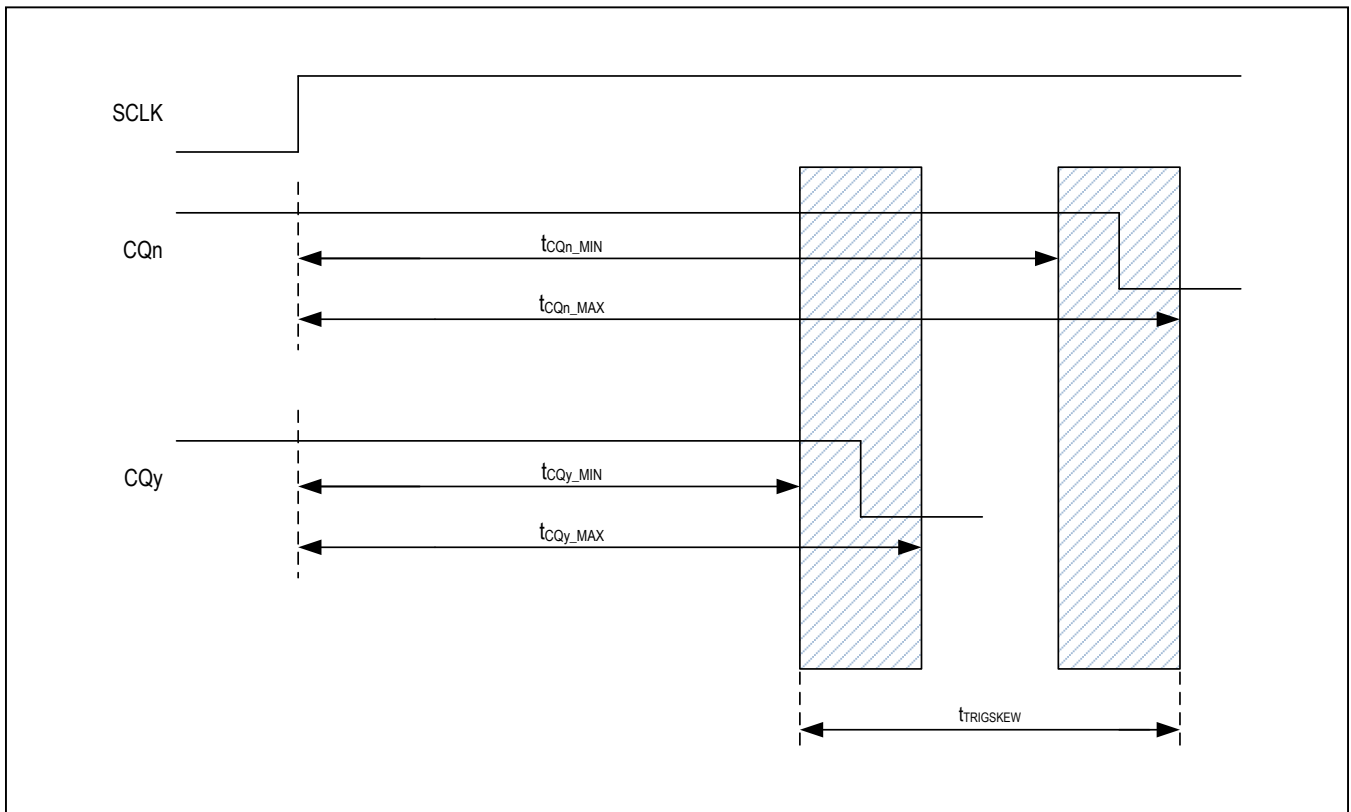 SCLK
CQn
tCQn_MIN
tCQn_MAX
CQy
tCQy_MIN
tCQy_MAX
tTRIGSKEW